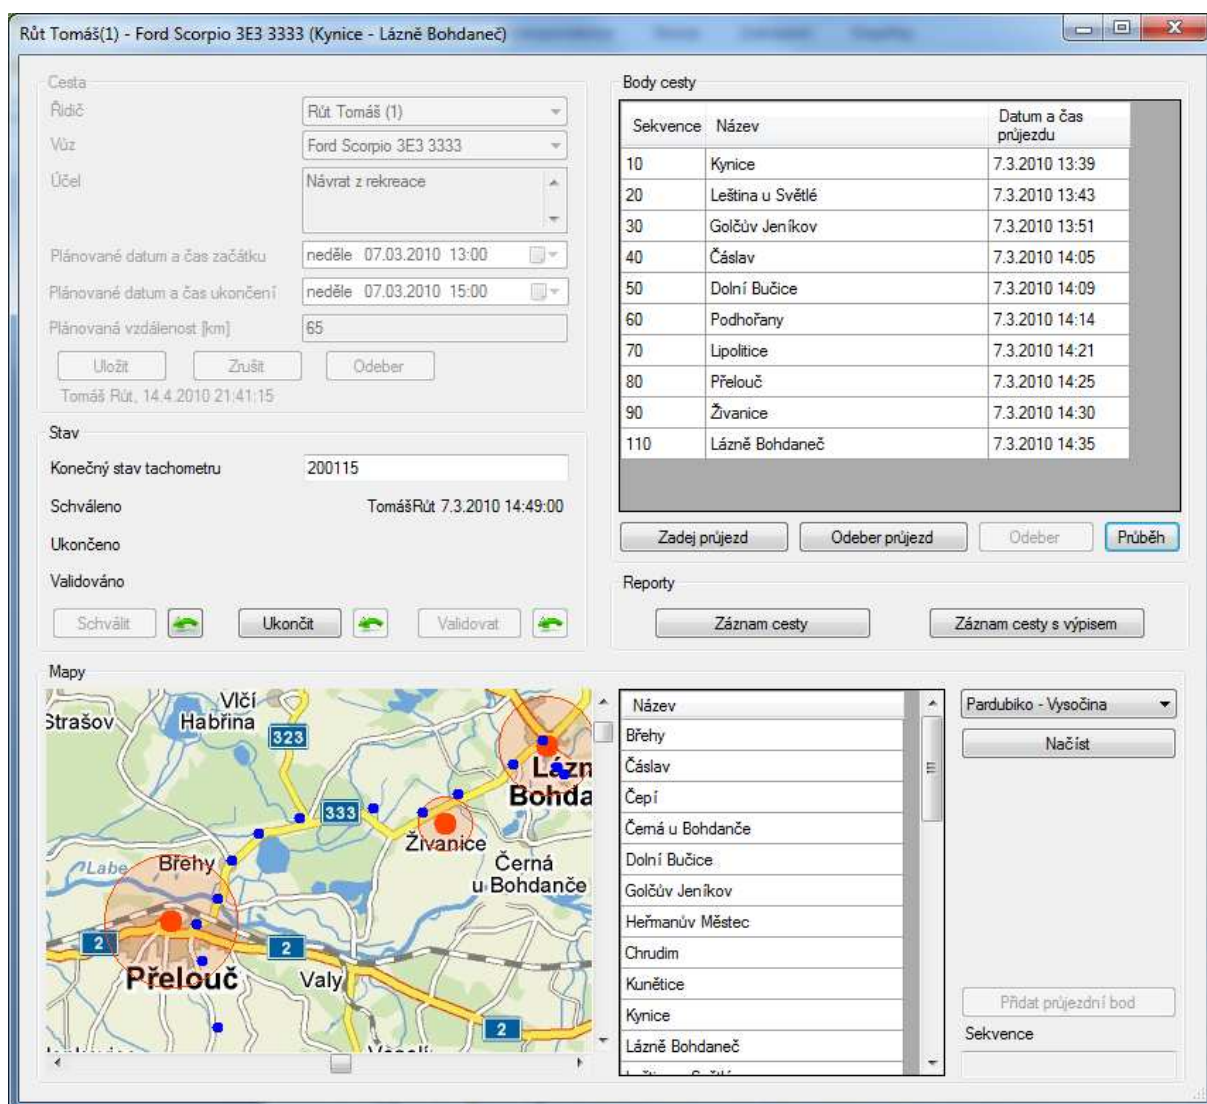 Růt Tomáš(1) - Ford Scorpio 3E3 3333 (Kynice - Lázně Bohdaneč)
Cesta
Řidič
Růt Tomáš (1)
Vůz
Ford Scorpio 3E3 3333
Účel
Návrat z rekreace
Plánované datum a čas začátku
neděle 07.03.2010 13:00
Plánované datum a čas ukončení
neděle 07.03.2010 15:00
Plánovaná vzdálenost [km]
65
Uložit Zrušit Odeber
Tomáš Růt, 14.4.2010 21:41:15
Stav
Konečný stav tachometru
200115
Schváleno
TomášRůt 7.3.2010 14:49:00
Ukončeno
Validováno
Schválit Ukončit Validovat
Body cesty
Sekvence Název Datum a čas průjezdu
10 Kynice 7.3.2010 13:39
20 Leština u Světlé 7.3.2010 13:43
30 Golčův Jeníkov 7.3.2010 13:51
40 Čáslav 7.3.2010 14:05
50 Dolní Bučice 7.3.2010 14:09
60 Podhořany 7.3.2010 14:14
70 Lipolitice 7.3.2010 14:21
80 Přelouč 7.3.2010 14:25
90 Živanice 7.3.2010 14:30
110 Lázně Bohdaneč 7.3.2010 14:35
Zadej průjezd Odeber průjezd Odeber Průběh
Reporty
Záznam cesty Záznam cesty s výpisem
Mapy
Vlčí
Habřina
Strašov
323
Lázn
Bohda
333
Živanice
Břehy
Labe
Černá
u Bohdanče
2
2
Přelouč
Valy
2
Název
Břehy
Čáslav
Čepí
Černá u Bohdanče
Dolní Bučice
Golčův Jeníkov
Heřmanův Městec
Chrudim
Kunětice
Kynice
Lázně Bohdaneč
Pardubiko - Vysočina
Načíst
Přidat průjezdní bod
Sekvence